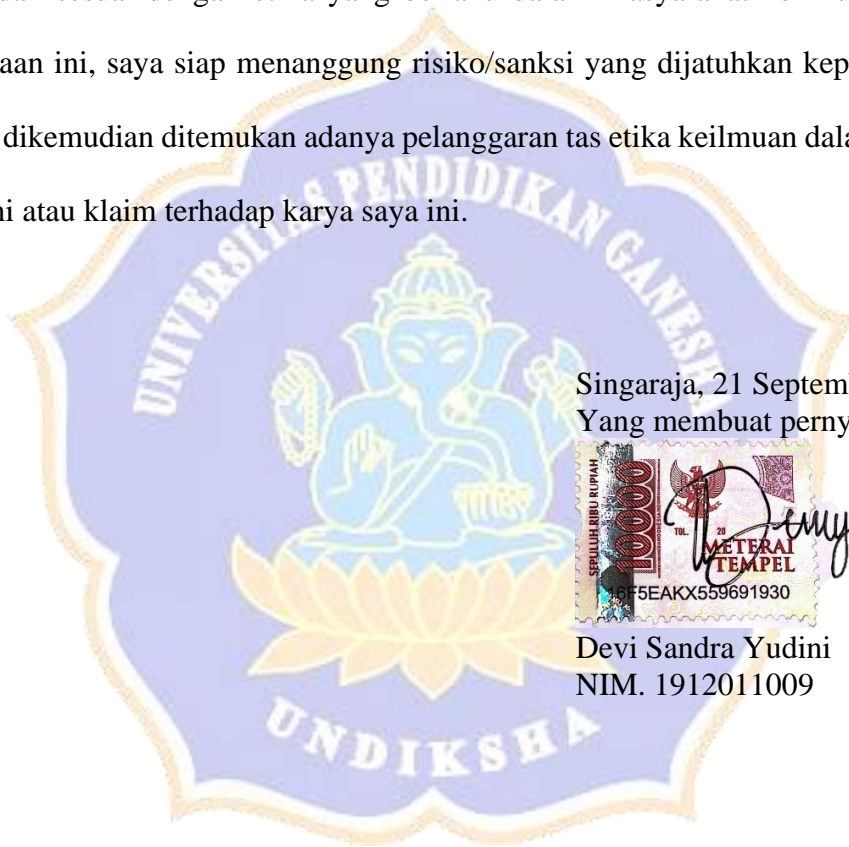 aan ini, saya siap menanggung risiko/sanksi yang dijatuhkan kep
dikemudian ditemukan adanya pelanggaran tas etika keilmuan dala
ni atau klaim terhadap karya saya ini.
UNIVERSITAS PENDIDIKAN GANESHA
Singaraja, 21 Septem
Yang membuat perny
SEPULUH RIBU RUPIAH
10000
TGL. 20
METERAI
TEMPEL
16F5EAKX559691930
Devi Sandra Yudini
NIM. 1912011009
UNDIKSHA